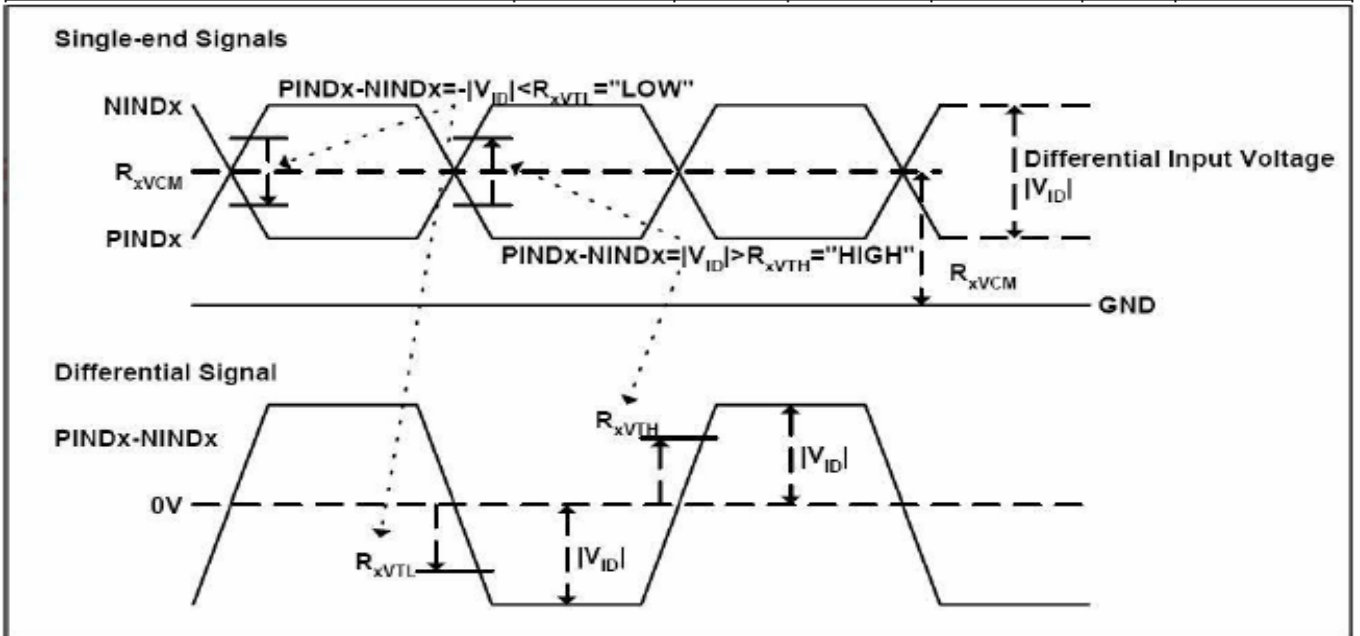 Single-end Signals
PINDx-NINDx=-|VID|<RxVTL="LOW"
NINDx
RxVCM
Differential Input Voltage
|VID|
PINDx
PINDx-NINDx=|VID|>RxVTH="HIGH"
RxVCM
GND
Differential Signal
PINDx-NINDx
RxVTH
|VID|
0V
RxVTL
|VID|